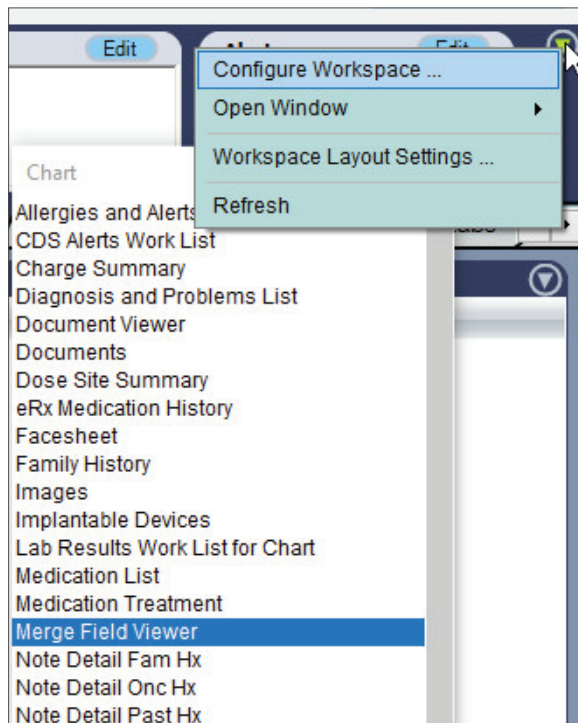 Edit
Edit
Configure Workspace ...
Open Window
Workspace Layout Settings ...
Refresh
Chart
Allergies and Alerts
CDS Alerts Work List
Charge Summary
Diagnosis and Problems List
Document Viewer
Documents
Dose Site Summary
eRx Medication History
Facesheet
Family History
Images
Implantable Devices
Lab Results Work List for Chart
Medication List
Medication Treatment
Merge Field Viewer
Note Detail Fam Hx
Note Detail Onc Hx
Note Detail Past Hx